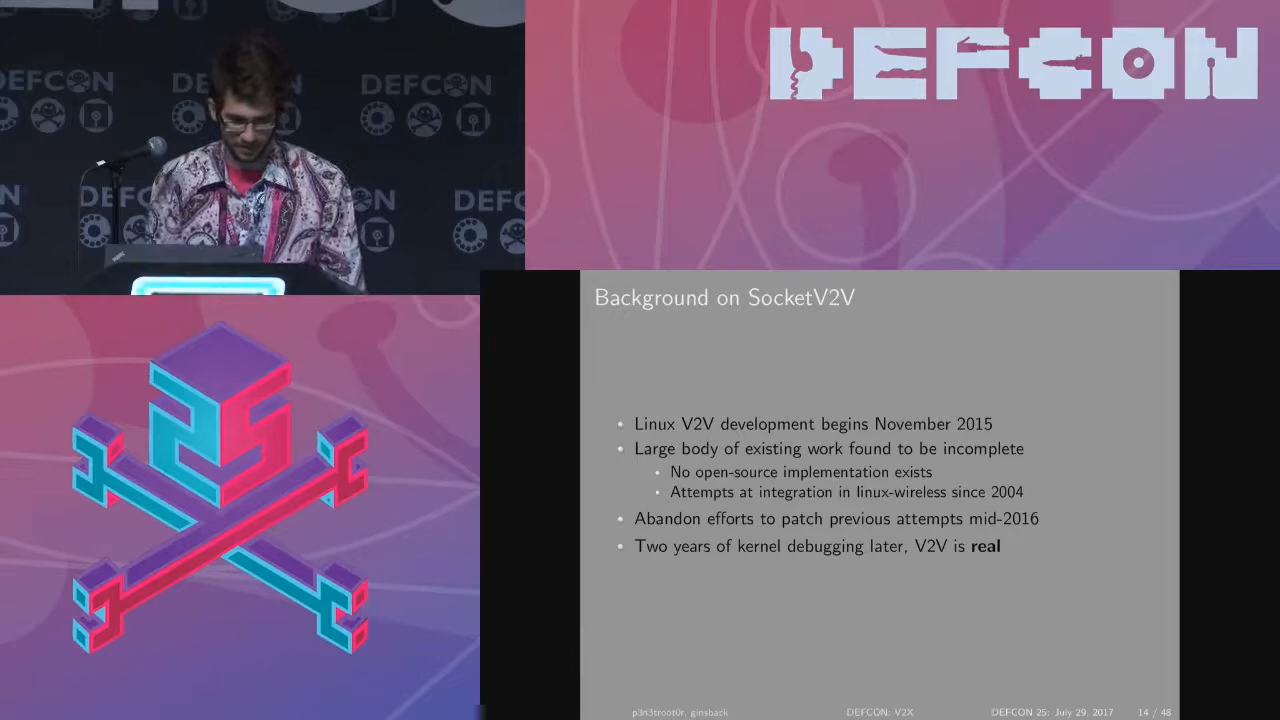 DEFCON
DEFCON
DEFCON
DEFCON
DEFCON
Background on SocketV2V
Linux V2V development begins November 2015
Large body of existing work found to be incomplete
No open-source implementation exists
Attempts at integration in linux-wireless since 2004
Abandon efforts to patch previous attempts mid-2016
Two years of kernel debugging later, V2V is real
p3n3troot0r, ginsback
DEFCON: V2X
DEFCON 25: July 29, 2017
14 / 48